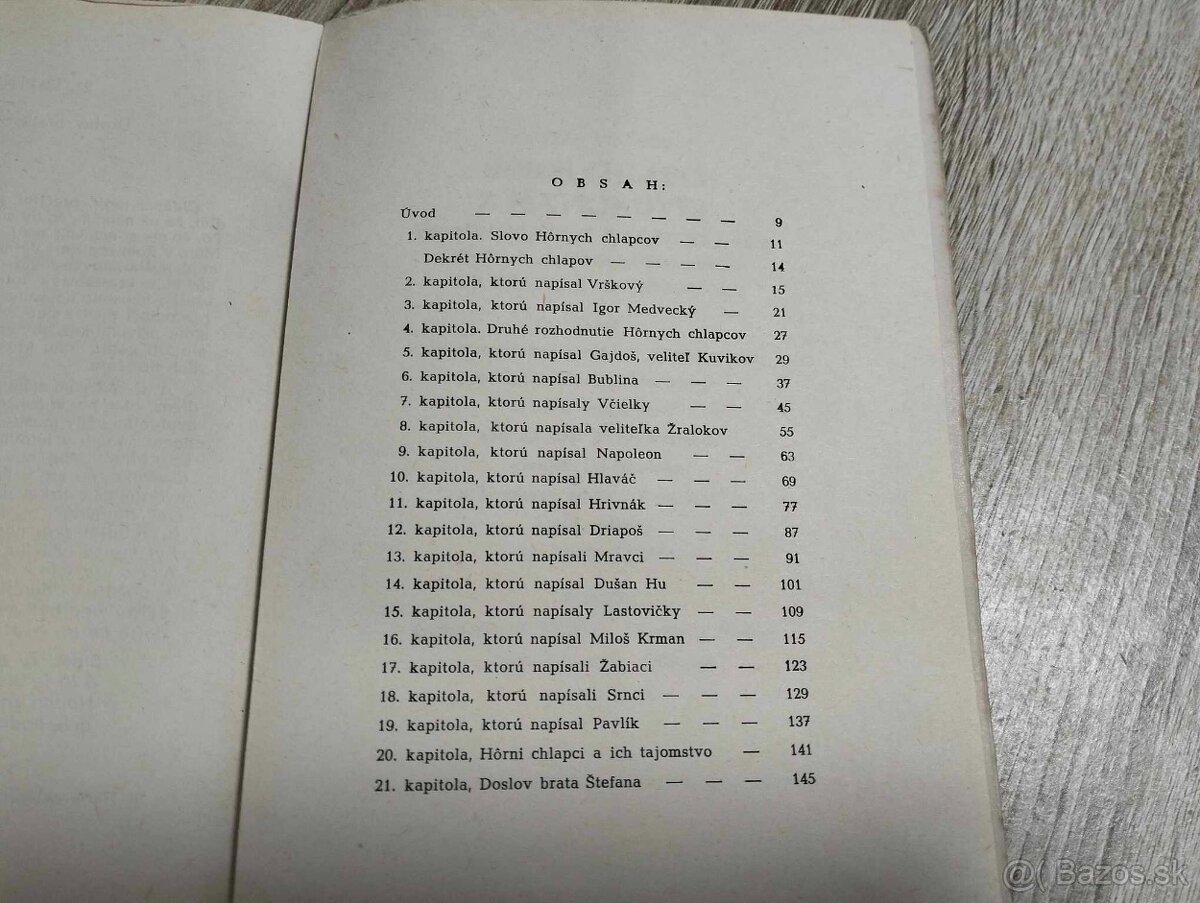 OBSAH:
Úvod — — — — — — — — 9
1. kapitola. Slovo Hôrnych chlapcov — — 11
Dekrét Hôrnych chlapov — — — — 14
2. kapitola, ktorú napísal Vrškový — — 15
3. kapitola, ktorú napísal Igor Medvecký — 21
4. kapitola. Druhé rozhodnutie Hôrnych chlapcov 27
5. kapitola, ktorú napísal Gajdoš, veliteľ Kuvikov 29
6. kapitola, ktorú napísal Bublina — — — 37
7. kapitola, ktorú napísaly Včielky — — 45
8. kapitola, ktorú napísala veliteľka Žralokov 55
9. kapitola, ktorú napísal Napoleon — — 63
10. kapitola, ktorú napísal Hlaváč — — — 69
11. kapitola, ktorú napísal Hrivnák — — — 77
12. kapitola, ktorú napísal Driapoš — — — 87
13. kapitola, ktorú napísali Mravci — — — 91
14. kapitola, ktorú napísal Dušan Hu — — 101
15. kapitola, ktorú napísaly Lastovičky — — 109
16. kapitola, ktorú napísal Miloš Krman — — 115
17. kapitola, ktorú napísali Žabiaci — — 123
18. kapitola, ktorú napísali Srnci — — — 129
19. kapitola, ktorú napísal Pavlík — — — 137
20. kapitola, Hôrni chlapci a ich tajomstvo — 141
21. kapitola, Doslov brata Štefana — — — 145
@( Bazos.sk